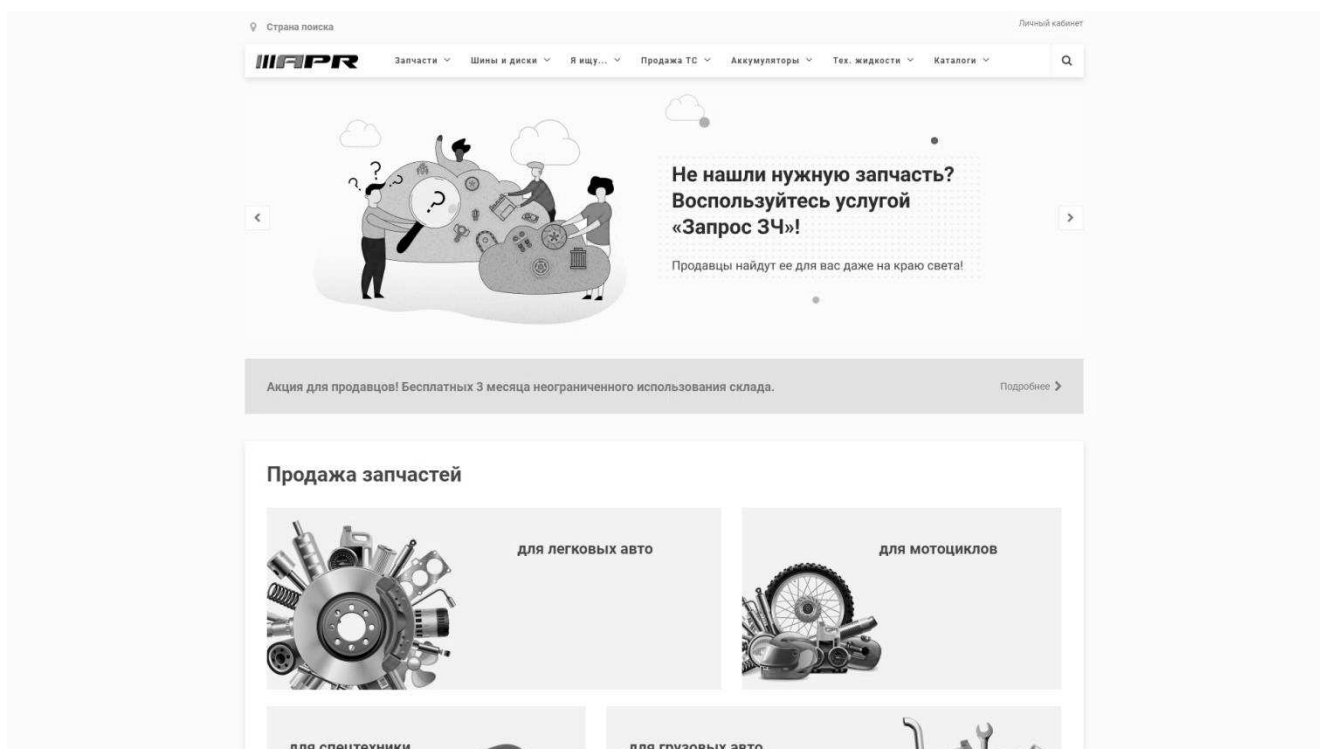 Страна поиска
Личный кабинет
APR
Запчасти
Шины и диски
Я ищу...
Продажа ТС
Аккумуляторы
Тех. жидкости
Каталоги
? ? ? ?
Не нашли нужную запчасть?
Воспользуйтесь услугой
«Запрос ЗЧ»!
Продавцы найдут ее для вас даже на краю света!
Акция для продавцов! Бесплатных 3 месяца неограниченного использования склада.
Подробнее
Продажа запчастей
для легковых авто
для мотоциклов
для спецтехники
для грузовых авто